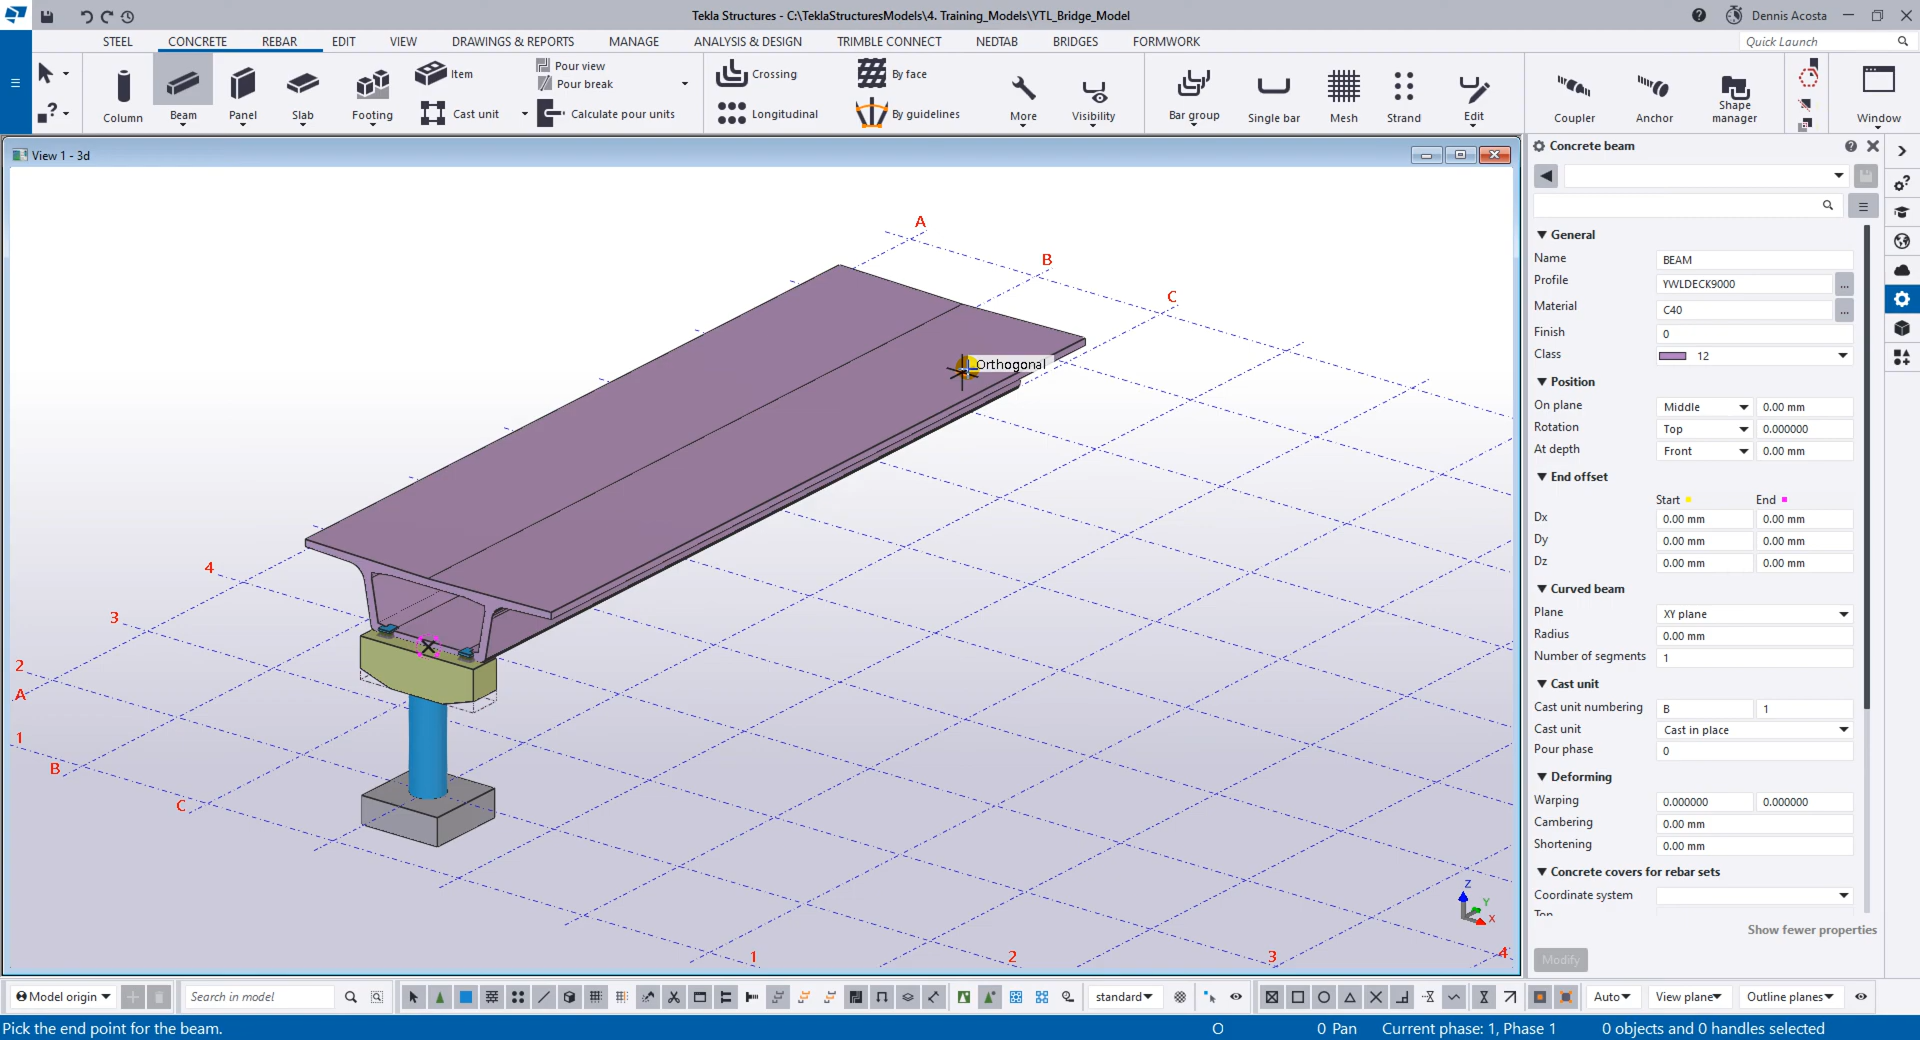 Tekla Structures - C:\TeklaStructuresModels\4. Training_Models\YTL_Bridge_Model
Dennis Acosta
STEEL CONCRETE REBAR EDIT VIEW DRAWINGS & REPORTS MANAGE ANALYSIS & DESIGN TRIMBLE CONNECT NEDTAB BRIDGES FORMWORK
Quick Launch
Column
Beam
Panel
Slab
Footing
Item
Cast unit
Pour view
Pour break
Calculate pour units
Crossing
Longitudinal
By face
By guidelines
More
Visibility
Bar group
Single bar
Mesh
Strand
Edit
Coupler
Anchor
Shape
manager
Window
View 1 - 3d
Concrete beam
A
B
C
Orthogonal
4
3
2
A
1
B
C
1
2
3
4
Z
Y
X
General
Name BEAM
Profile YWLDECK9000 ...
Material C40 ...
Finish 0
Class 12
Position
On plane Middle 0.00 mm
Rotation Top 0.000000
At depth Front 0.00 mm
End offset
Start End
Dx 0.00 mm 0.00 mm
Dy 0.00 mm 0.00 mm
Dz 0.00 mm 0.00 mm
Curved beam
Plane XY plane
Radius 0.00 mm
Number of segments 1
Cast unit
Cast unit numbering B 1
Cast unit Cast in place
Pour phase 0
Deforming
Warping 0.000000 0.000000
Cambering 0.00 mm
Shortening 0.00 mm
Concrete covers for rebar sets
Coordinate system
Show fewer properties
Modify
Model origin
Search in model
standard
Auto
View plane
Outline planes
Pick the end point for the beam.
O
0 Pan
Current phase: 1, Phase 1
0 objects and 0 handles selected